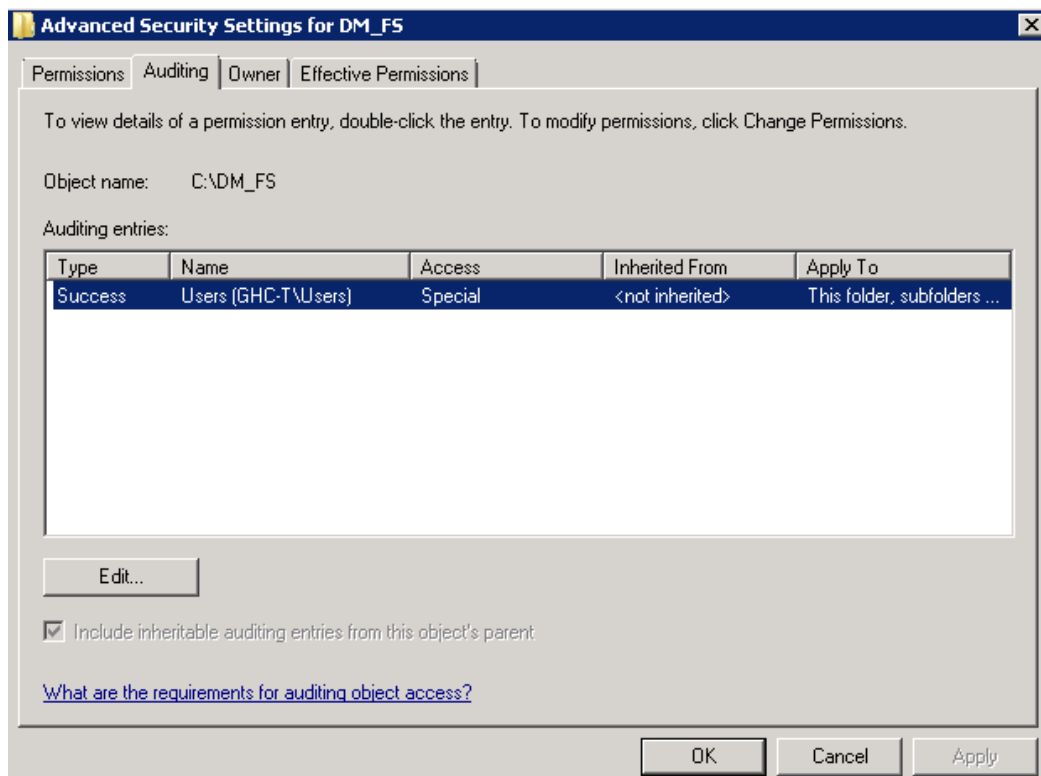 Advanced Security Settings for DM_FS
Permissions Auditing Owner Effective Permissions
To view details of a permission entry, double-click the entry. To modify permissions, click Change Permissions.
Object name: C:\DM_FS
Auditing entries:
Type Name Access Inherited From Apply To
Success Users (GHC-T\Users) Special <not inherited> This folder, subfolders ...
Edit...
Include inheritable auditing entries from this object's parent
What are the requirements for auditing object access?
OK Cancel Apply